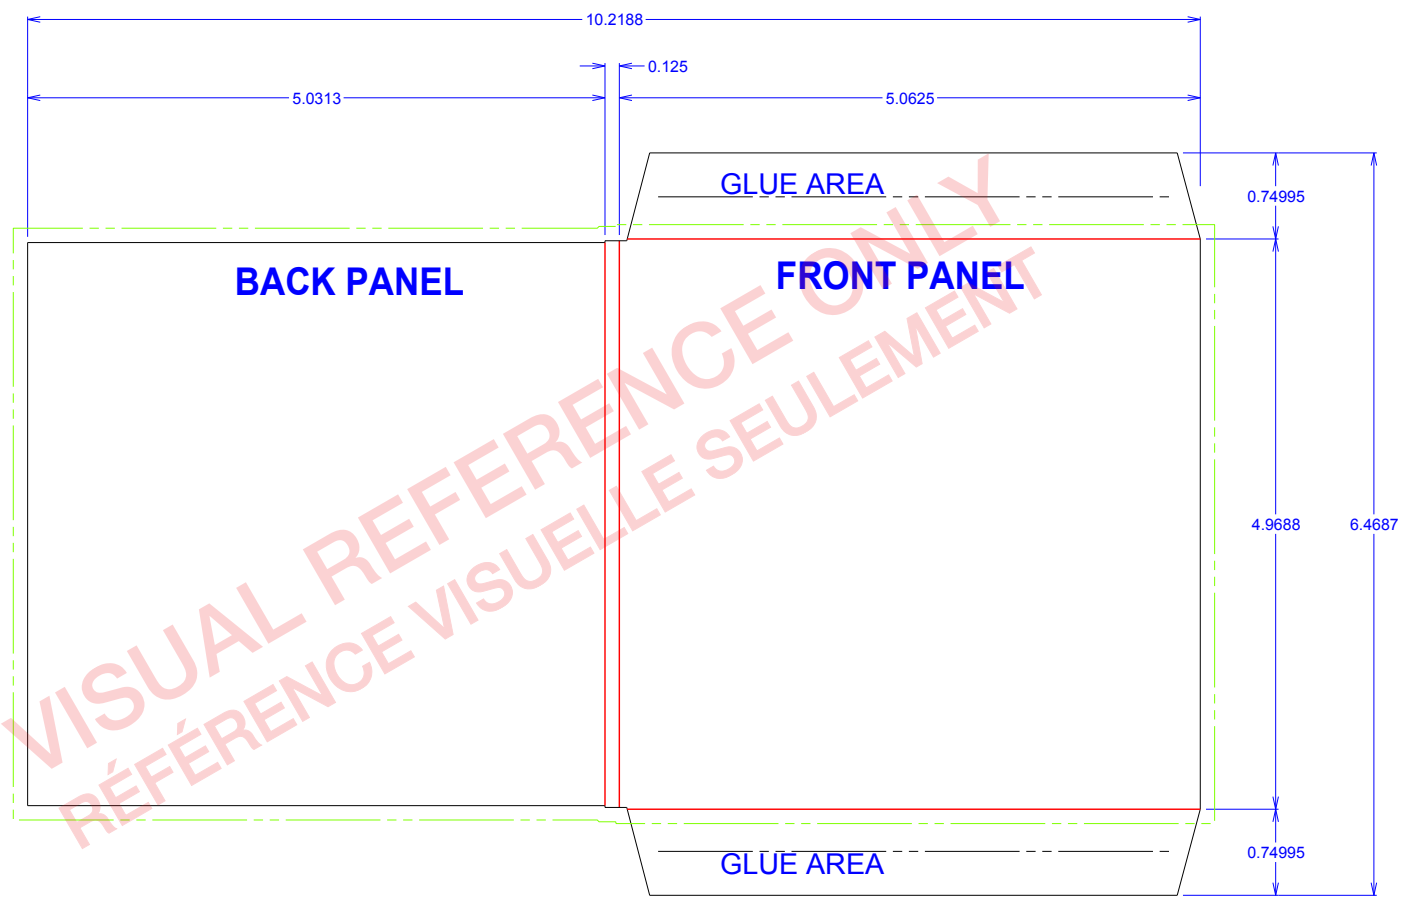 10.2188
0.125
5.0313
5.0625
GLUE AREA
0.74995
BACK PANEL
FRONT PANEL
4.9688
6.4687
VISUAL REFERENCE ONLY
RÉFÉRENCE VISUELLE SEULEMENT
GLUE AREA
0.74995